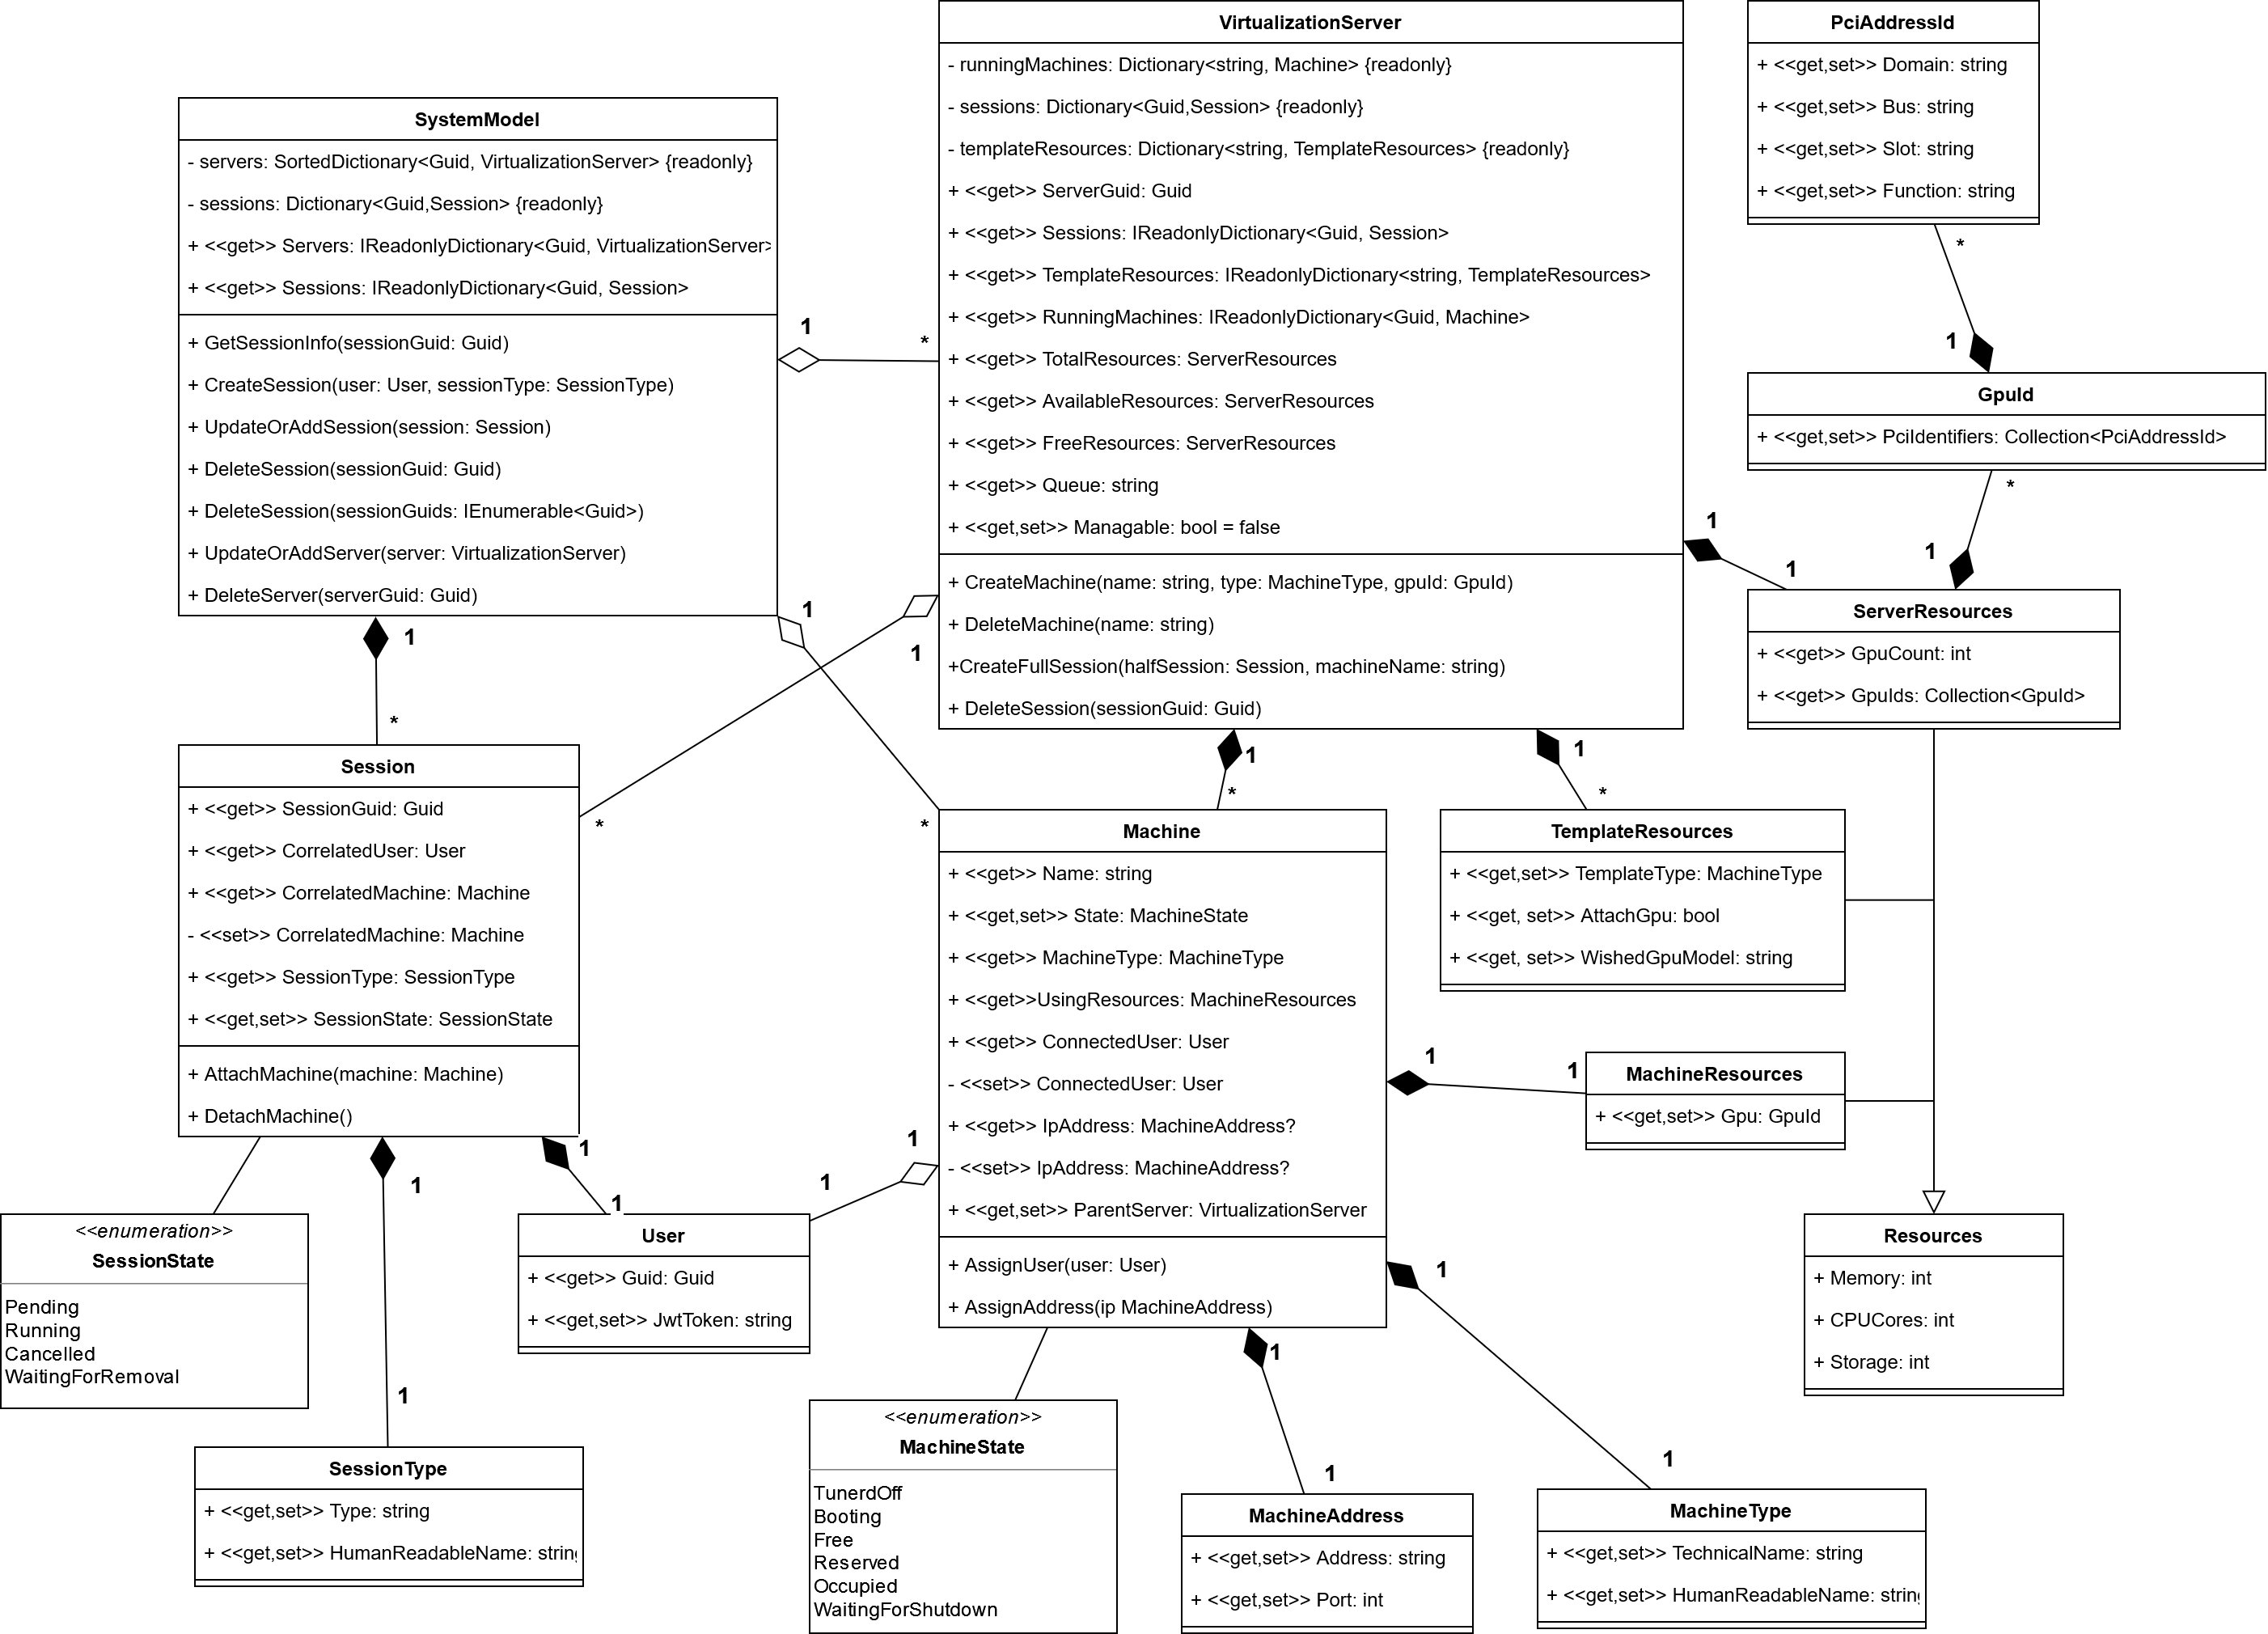 VirtualizationServer
- runningMachines: Dictionary<string, Machine> {readonly}
- sessions: Dictionary<Guid,Session> {readonly}
- templateResources: Dictionary<string, TemplateResources> {readonly}
+ <<get>> ServerGuid: Guid
+ <<get>> Sessions: IReadonlyDictionary<Guid, Session>
+ <<get>> TemplateResources: IReadonlyDictionary<string, TemplateResources>
+ <<get>> RunningMachines: IReadonlyDictionary<Guid, Machine>
+ <<get>> TotalResources: ServerResources
+ <<get>> AvailableResources: ServerResources
+ <<get>> FreeResources: ServerResources
+ <<get>> Queue: string
+ <<get,set>> Managable: bool = false
+ CreateMachine(name: string, type: MachineType, gpuId: GpuId)
+ DeleteMachine(name: string)
+CreateFullSession(halfSession: Session, machineName: string)
+ DeleteSession(sessionGuid: Guid)
PciAddressId
+ <<get,set>> Domain: string
+ <<get,set>> Bus: string
+ <<get,set>> Slot: string
+ <<get,set>> Function: string
*
1
SystemModel
- servers: SortedDictionary<Guid, VirtualizationServer> {readonly}
- sessions: Dictionary<Guid,Session> {readonly}
+ <<get>> Servers: IReadonlyDictionary<Guid, VirtualizationServer>
+ <<get>> Sessions: IReadonlyDictionary<Guid, Session>
+ GetSessionInfo(sessionGuid: Guid)
+ CreateSession(user: User, sessionType: SessionType)
+ UpdateOrAddSession(session: Session)
+ DeleteSession(sessionGuid: Guid)
+ DeleteSession(sessionGuids: IEnumerable<Guid>)
+ UpdateOrAddServer(server: VirtualizationServer)
+ DeleteServer(serverGuid: Guid)
1
*
GpuId
+ <<get,set>> PciIdentifiers: Collection<PciAddressId>
*
1
1
1
ServerResources
+ <<get>> GpuCount: int
+ <<get>> GpuIds: Collection<GpuId>
1
*
1
*
1
*
Session
+ <<get>> SessionGuid: Guid
+ <<get>> CorrelatedUser: User
+ <<get>> CorrelatedMachine: Machine
- <<set>> CorrelatedMachine: Machine
+ <<get>> SessionType: SessionType
+ <<get,set>> SessionState: SessionState
+ AttachMachine(machine: Machine)
+ DetachMachine()
1
*
1
*
Machine
+ <<get>> Name: string
+ <<get,set>> State: MachineState
+ <<get>> MachineType: MachineType
+ <<get>>UsingResources: MachineResources
+ <<get>> ConnectedUser: User
- <<set>> ConnectedUser: User
+ <<get>> IpAddress: MachineAddress?
- <<set>> IpAddress: MachineAddress?
+ <<get,set>> ParentServer: VirtualizationServer
+ AssignUser(user: User)
+ AssignAddress(ip MachineAddress)
TemplateResources
+ <<get,set>> TemplateType: MachineType
+ <<get, set>> AttachGpu: bool
+ <<get, set>> WishedGpuModel: string
1
1
MachineResources
+ <<get,set>> Gpu: GpuId
1
1
1
1
1
1
<<enumeration>>
SessionState
Pending
Running
Cancelled
WaitingForRemoval
User
+ <<get>> Guid: Guid
+ <<get,set>> JwtToken: string
Resources
+ Memory: int
+ CPUCores: int
+ Storage: int
SessionType
+ <<get,set>> Type: string
+ <<get,set>> HumanReadableName: string
<<enumeration>>
MachineState
TunerdOff
Booting
Free
Reserved
Occupied
WaitingForShutdown
1
1
1
1
MachineAddress
+ <<get,set>> Address: string
+ <<get,set>> Port: int
MachineType
+ <<get,set>> TechnicalName: string
+ <<get,set>> HumanReadableName: string